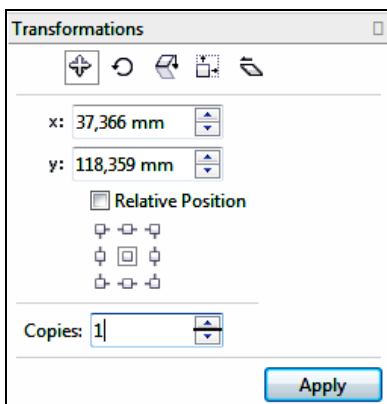 Transformations
x: 37,366 mm
y: 118,359 mm
Relative Position
Copies: 1
Apply